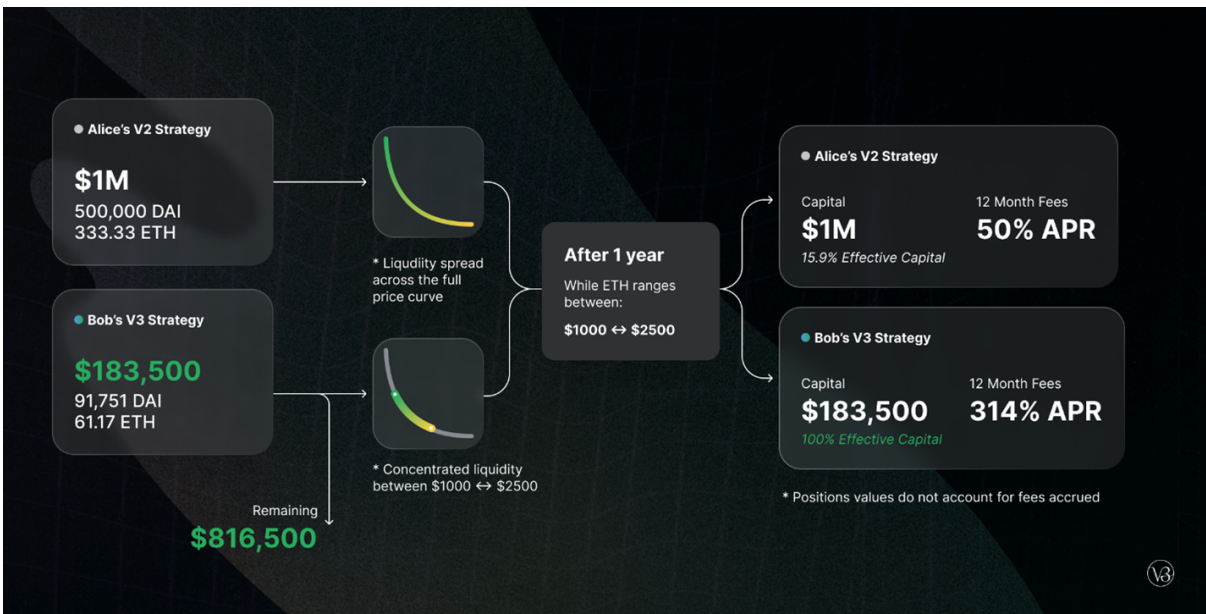 Alice's V2 Strategy
$1M
500,000 DAI
333.33 ETH
Bob's V3 Strategy
$183,500
91,751 DAI
61.17 ETH
Remaining
$816,500
* Liqudiity spread
across the full
price curve
* Concentrated liquidity
between $1000 ↔ $2500
After 1 year
While ETH ranges
between:
$1000 ↔ $2500
Alice's V2 Strategy
Capital
12 Month Fees
$1M
50% APR
15.9% Effective Capital
Bob's V3 Strategy
Capital
12 Month Fees
$183,500
314% APR
100% Effective Capital
* Positions values do not account for fees accrued
V3